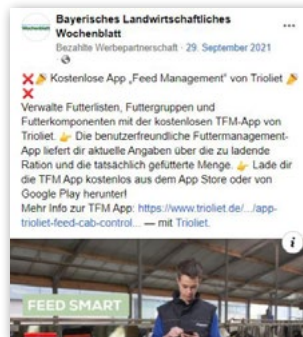 Bayerisches Landwirtschaftliches
Wochenblatt
Wochenblatt
Bezahlte Werbepartnerschaft · 29. September 2021
❌🎉 Kostenlose App „Feed Management" von Trioliet 🎉
❌
Verwalte Futterlisten, Futtergruppen und
Futterkomponenten mit der kostenlosen TFM-App von
Trioliet. 👉 Die benutzerfreundliche Futtermanagement-
App liefert dir aktuelle Angaben über die zu ladende
Ration und die tatsächlich gefütterte Menge. 👉 Lade dir
die TFM App kostenlos aus dem App Store oder von
Google Play herunter!
Mehr Info zur TFM App: https://www.trioliet.de/.../app-
trioliet-feed-cab-control... — mit Trioliet.
FEED SMART